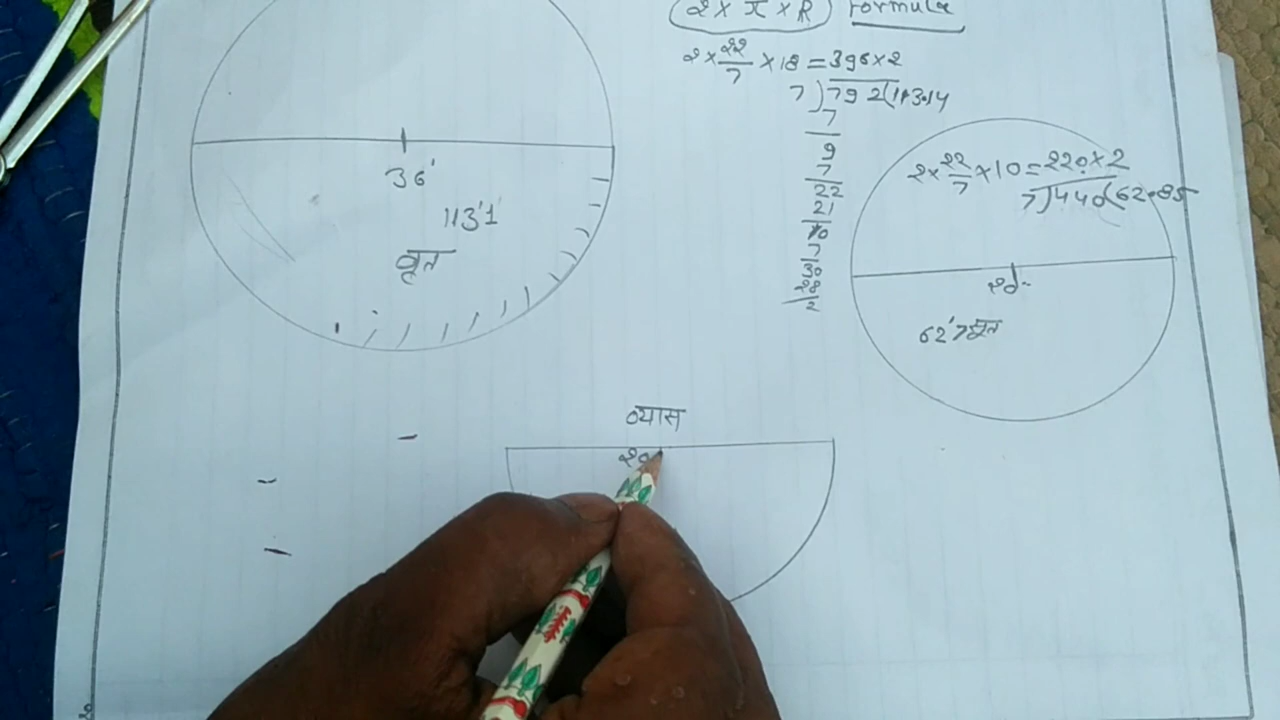 2 × π × R Formula
2 × 22/7 × 18 = 396 × 2
7)792(113.14
7
9
7
22
21
10
7
30
28
2
36'
113'1
वृत
2 × 22/7 × 10 = 220 × 2
7)440(62.85
20
62'7 वृत
व्यास
20